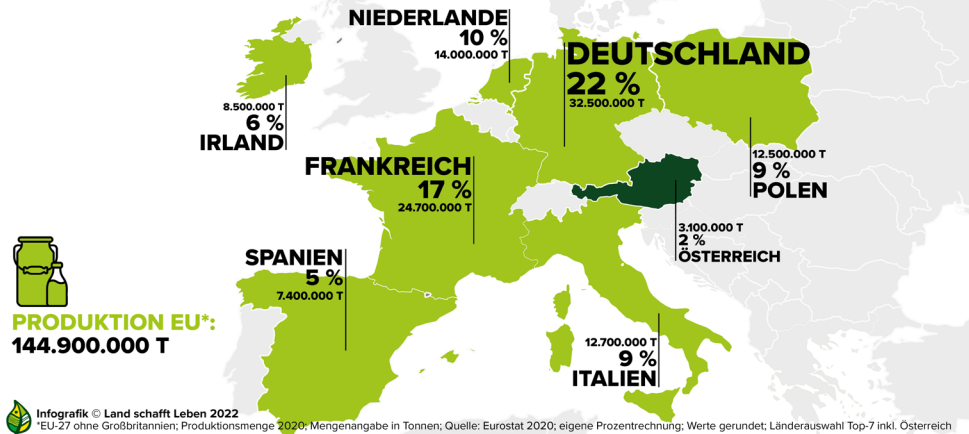 NIEDERLANDE
10 %
14.000.000 T
DEUTSCHLAND
22 %
32.500.000 T
8.500.000 T
6 %
IRLAND
FRANKREICH
17 %
24.700.000 T
12.500.000 T
9 %
POLEN
3.100.000 T
2 %
ÖSTERREICH
SPANIEN
5 %
7.400.000 T
PRODUKTION EU*:
144.900.000 T
12.700.000 T
9 %
ITALIEN
Infografik © Land schafft Leben 2022
*EU-27 ohne Großbritannien; Produktionsmenge 2020; Mengenangabe in Tonnen; Quelle: Eurostat 2020; eigene Prozentrechnung; Werte gerundet; Länderauswahl Top-7 inkl. Österreich